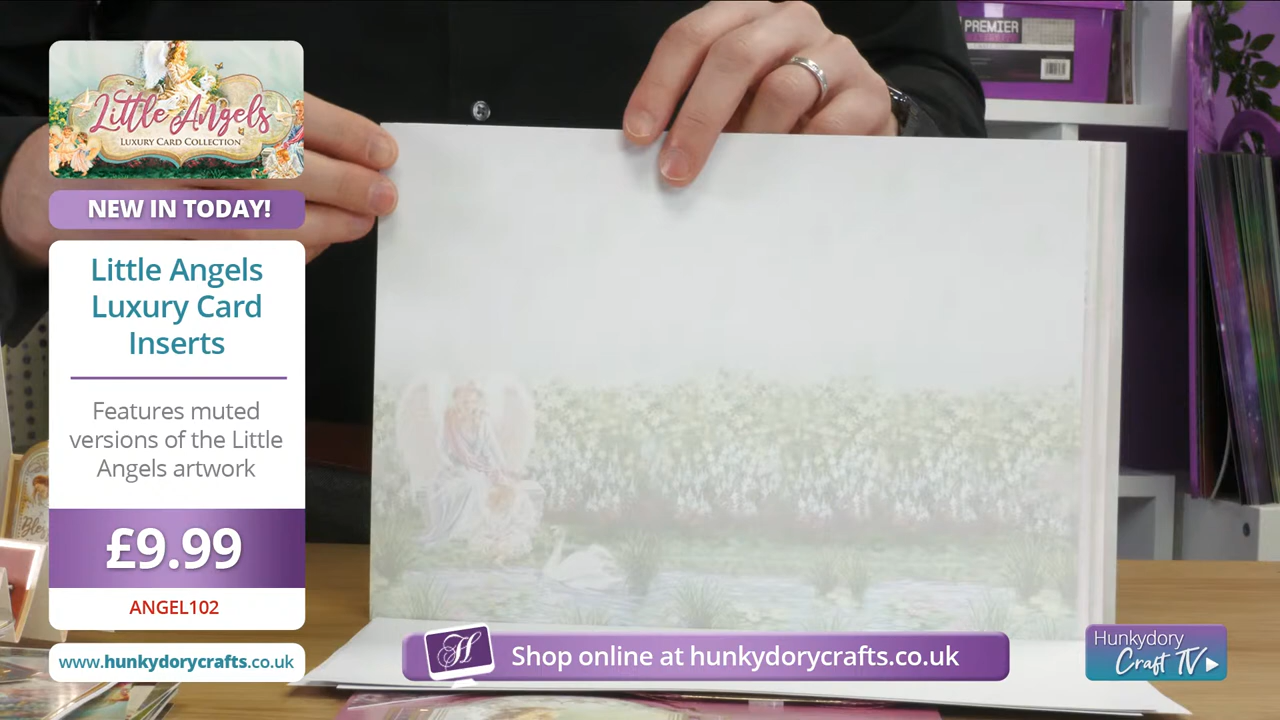 Little Angels
LUXURY CARD COLLECTION
NEW IN TODAY!
Little Angels
Luxury Card
Inserts
Features muted
versions of the Little
Angels artwork
£9.99
ANGEL102
www.hunkydorycrafts.co.uk
PREMIER
H
Shop online at hunkydorycrafts.co.uk
Hunkydory
Craft TV